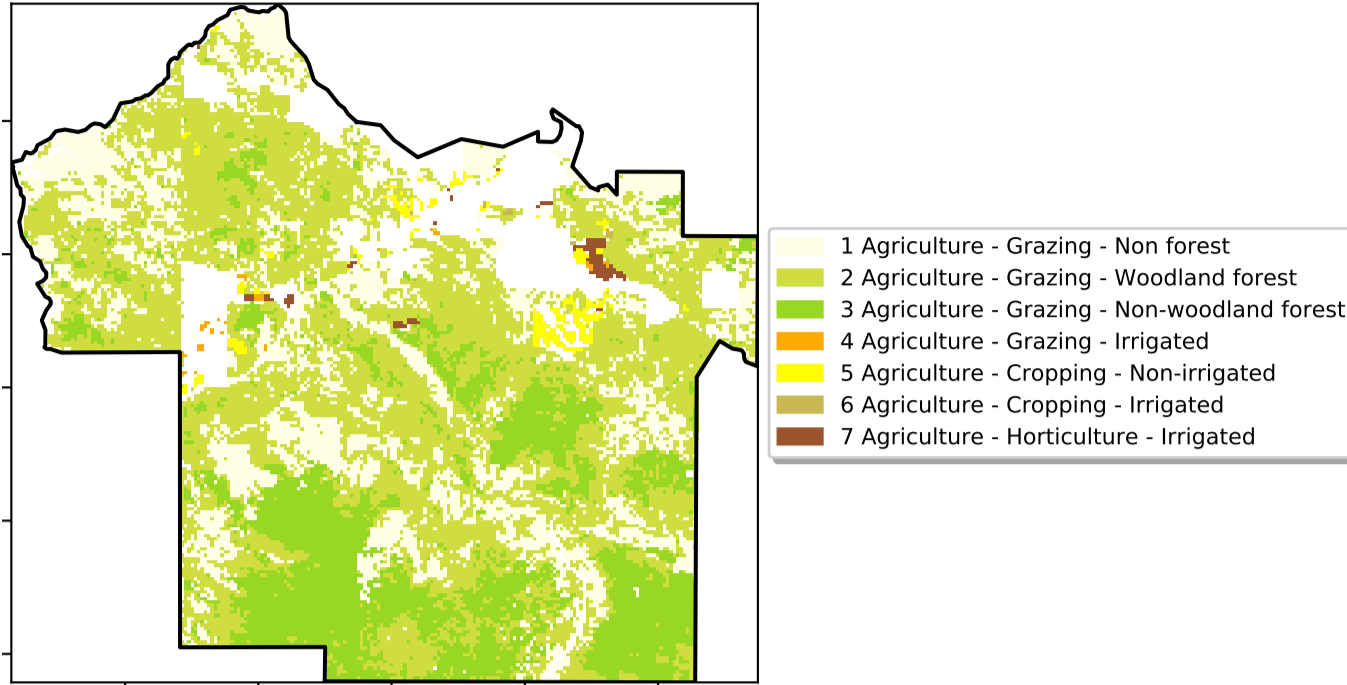 1 Agriculture - Grazing - Non forest
2 Agriculture - Grazing - Woodland forest
3 Agriculture - Grazing - Non-woodland forest
4 Agriculture - Grazing - Irrigated
5 Agriculture - Cropping - Non-irrigated
6 Agriculture - Cropping - Irrigated
7 Agriculture - Horticulture - Irrigated